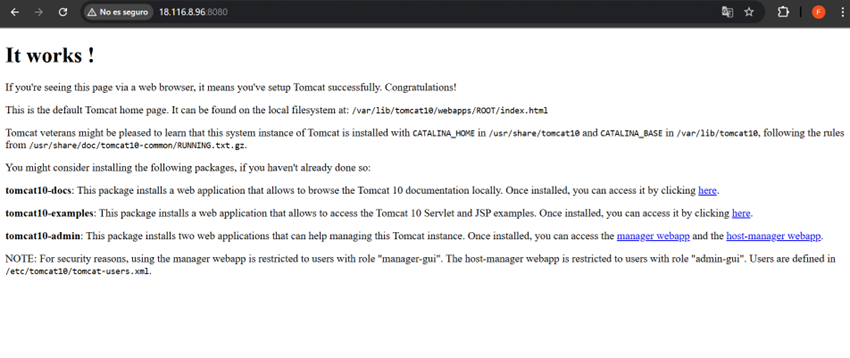 No es seguro 18.116.8.96:8080
F
It works !
If you're seeing this page via a web browser, it means you've setup Tomcat successfully. Congratulations!
This is the default Tomcat home page. It can be found on the local filesystem at: /var/lib/tomcat10/webapps/ROOT/index.html
Tomcat veterans might be pleased to learn that this system instance of Tomcat is installed with CATALINA_HOME in /usr/share/tomcat10 and CATALINA_BASE in /var/lib/tomcat10, following the rules
from /usr/share/doc/tomcat10-common/RUNNING.txt.gz.
You might consider installing the following packages, if you haven't already done so:
tomcat10-docs: This package installs a web application that allows to browse the Tomcat 10 documentation locally. Once installed, you can access it by clicking here.
tomcat10-examples: This package installs a web application that allows to access the Tomcat 10 Servlet and JSP examples. Once installed, you can access it by clicking here.
tomcat10-admin: This package installs two web applications that can help managing this Tomcat instance. Once installed, you can access the manager webapp and the host-manager webapp.
NOTE: For security reasons, using the manager webapp is restricted to users with role "manager-gui". The host-manager webapp is restricted to users with role "admin-gui". Users are defined in
/etc/tomcat10/tomcat-users.xml.